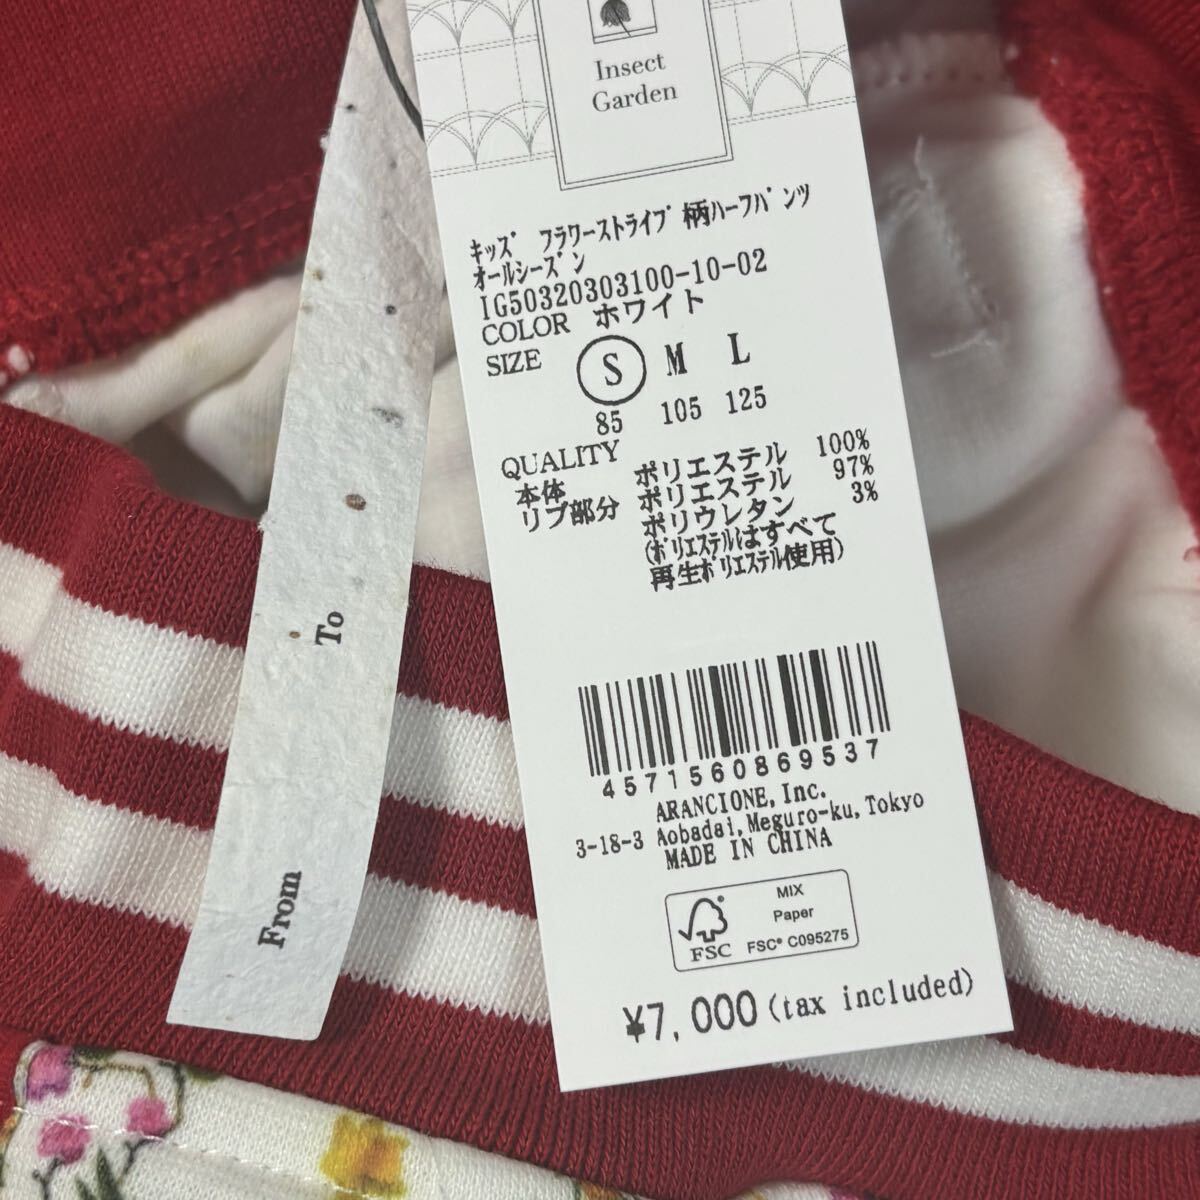 Insect
Garden
キッズ フラワーストライプ柄ハーフパンツ
オールシーズン
IG50320303100-10-02
COLOR ホワイト
SIZE S M L
85 105 125
QUALITY
本体 ポリエステル 100%
リブ部分 ポリエステル 97%
ポリウレタン 3%
(ポリエステルはすべて
再生ポリエステル使用)
4571560869537
ARANCIONE, Inc.
3-18-3 Aobadai, Meguro-ku, Tokyo
MADE IN CHINA
FSC
MIX
Paper
FSC® C095275
¥7,000 (tax included)
To
From